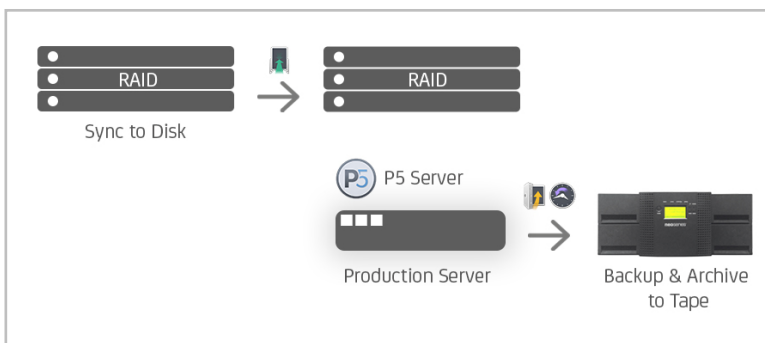 RAID
RAID
Sync to Disk
P5
P5 Server
Production Server
Backup & Archive
to Tape